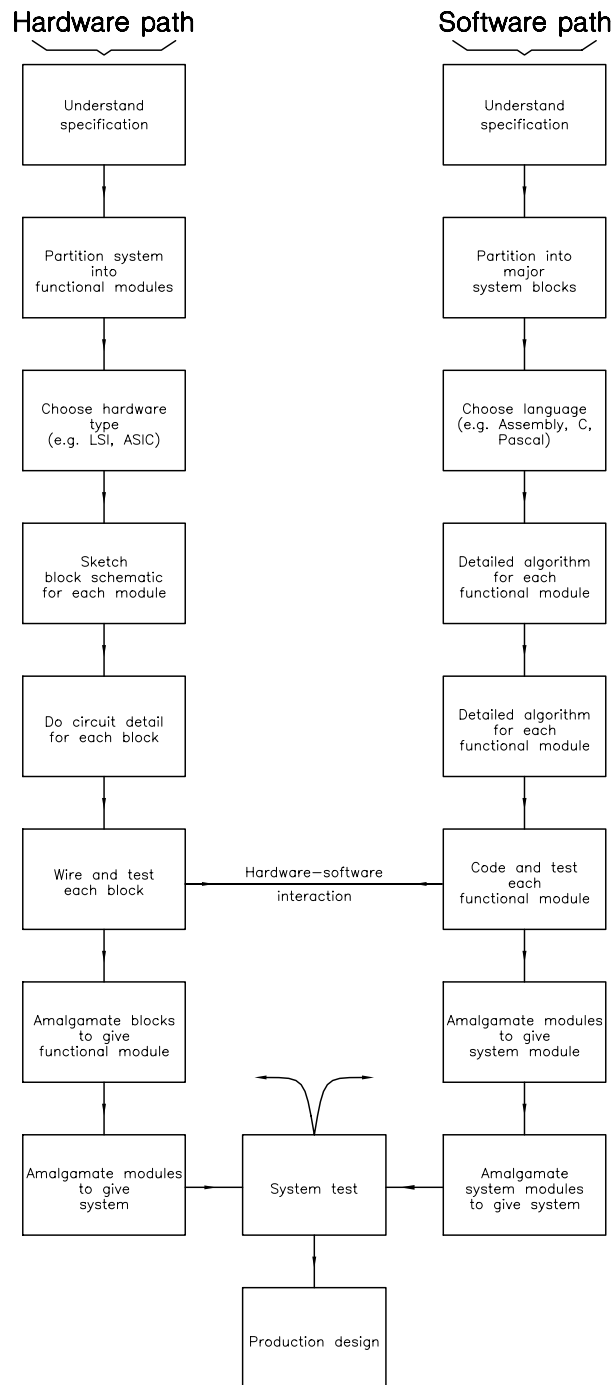 Hardware path
Understand
specification
Partition system
into
functional modules
Choose hardware
type
(e.g. LSI, ASIC)
Sketch
block schematic
for each module
Do circuit detail
for each block
Wire and test
each block
Amalgamate blocks
to give
functional module
Amalgamate modules
to give
system
Hardware–software
interaction
Software path
Understand
specification
Partition into
major
system blocks
Choose language
(e.g. Assembly, C,
Pascal)
Detailed algorithm
for each
functional module
Detailed algorithm
for each
functional module
Code and test
each
functional module
Amalgamate modules
to give
system module
Amalgamate
system modules
to give system
System test
Production design